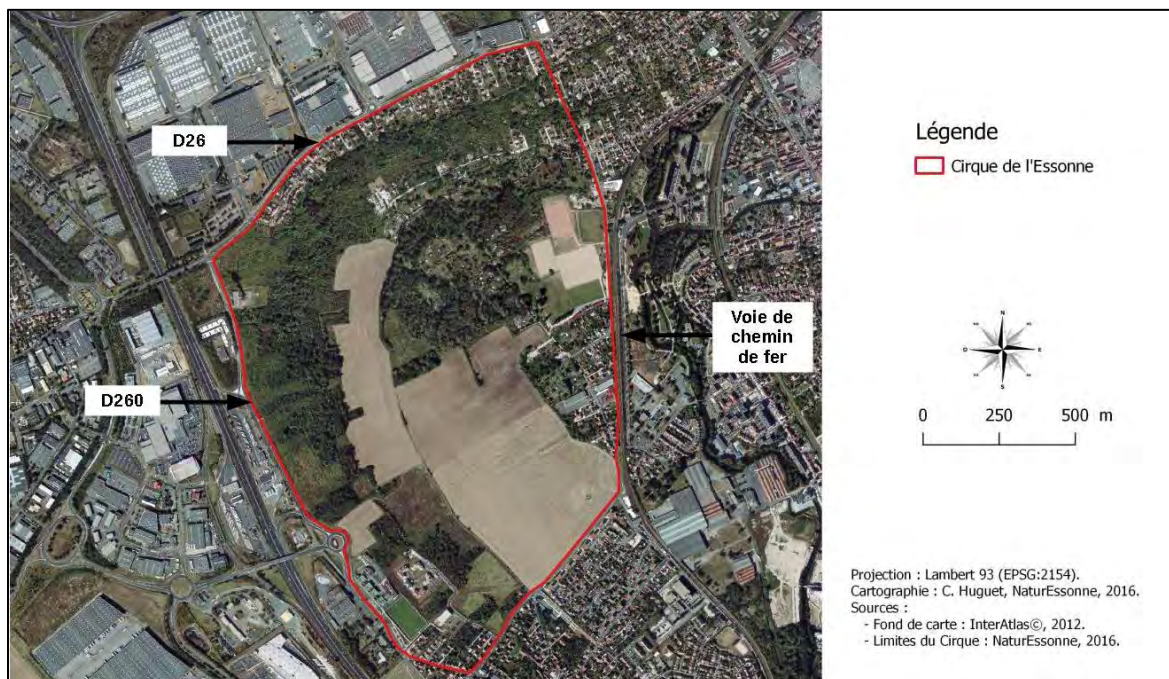 D26
D260
Voie de
chemin
de fer
Légende
Cirque de l'Essonne
N
O
E
S
0 250 500 m
Projection : Lambert 93 (EPSG:2154).
Cartographie : C. Huguet, NaturEssonne, 2016.
Sources :
- Fond de carte : InterAtlas©, 2012.
- Limites du Cirque : NaturEssonne, 2016.